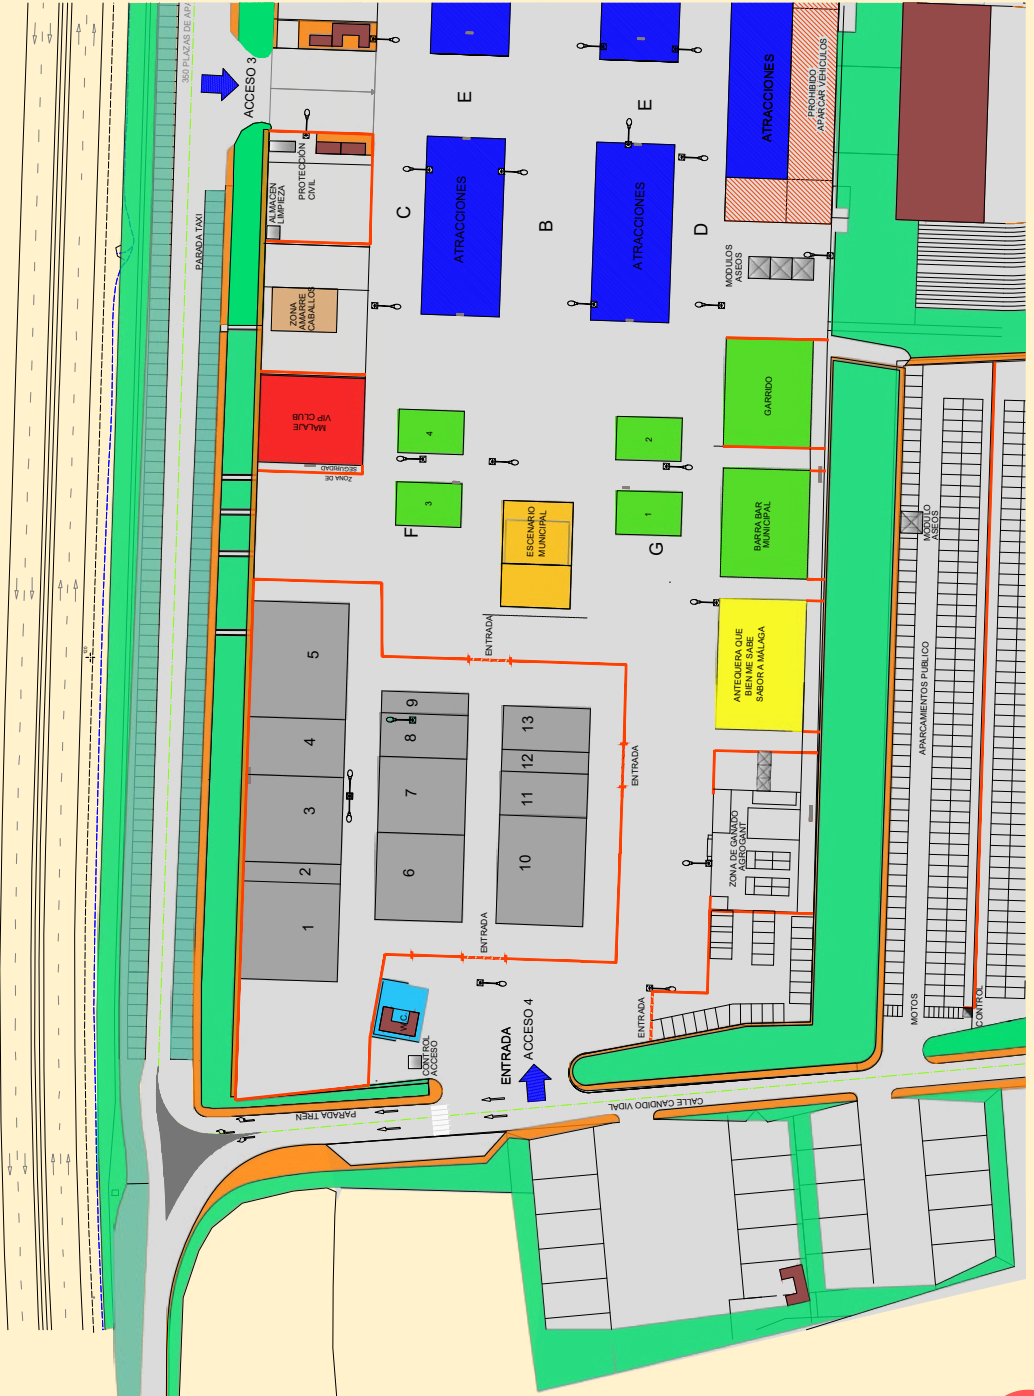 350 PLAZAS DE APA
ACCESO 3
E
E
ATRACCIONES
PROHIBIDO
APARCAR VEHICULOS
ALMACEN
LIMPIEZA
PROTECCIÓN
CIVIL
PARADA TAXI
C
ATRACCIONES
B
ATRACCIONES
D
MODULOS
ASEOS
ZONA
AMARRE
CABALLOS
MALAJE
VIP CLUB
ZONA DE
SEGURIDAD
4
2
GARRIDO
3
F
ESCENARIO
MUNICIPAL
1
G
BARRA BAR
MUNICIPAL
MODULO
ASEOS
ENTRADA
ANTEQUERA QUE
BIEN ME SABE
SABOR A MÁLAGA
APARCAMIENTOS PUBLICO
5
4
3
2
1
9
8
7
6
13
12
11
10
ENTRADA
ZONA DE GANADO
AGROGANT
ENTRADA
W.C.
CONTROL
ACCESO
ENTRADA
ACCESO 4
ENTRADA
MOTOS
CONTROL
PARADA TREN
CALLE CANDIDO VIDAL